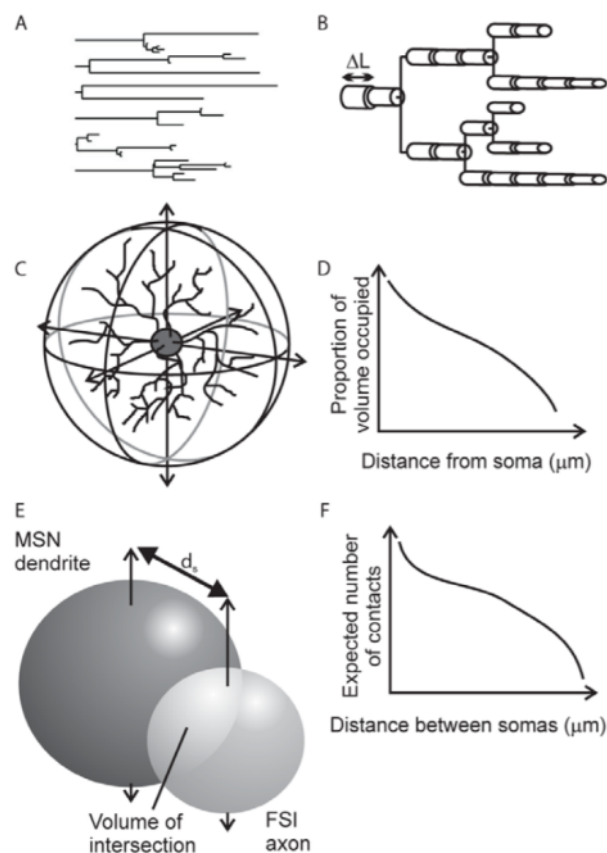 A
B
ΔL
C
D
Proportion of
volume occupied
Distance from soma (μm)
E
MSN
dendrite
dₛ
Volume of
intersection
FSI
axon
F
Expected number
of contacts
Distance between somas (μm)